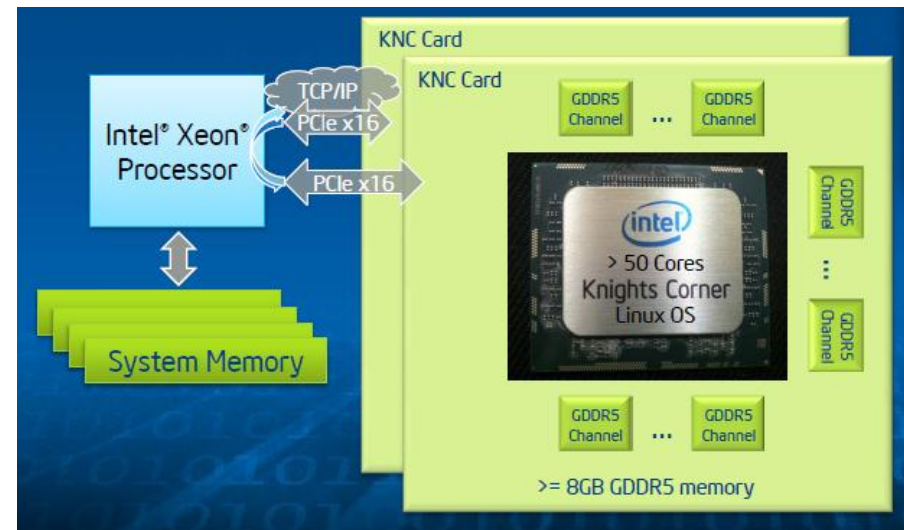 KNC Card
KNC Card
TCP/IP
PCIe x16
PCIe x16
Intel® Xeon®
Processor
System Memory
GDDR5
Channel
...
GDDR5
Channel
GDDR5
Channel
...
GDDR5
Channel
intel
> 50 Cores
Knights Corner
Linux OS
GDDR5
Channel
...
GDDR5
Channel
>= 8GB GDDR5 memory